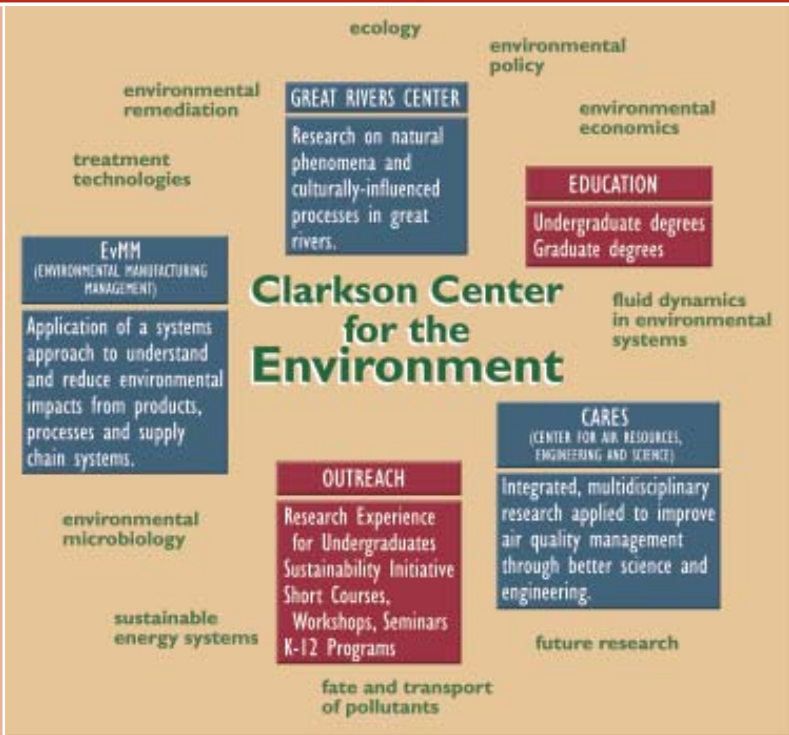 ecology
environmental
policy
environmental
remediation
GREAT RIVERS CENTER
Research on natural
phenomena and
culturally-influenced
processes in great
rivers.
environmental
economics
treatment
technologies
EDUCATION
Undergraduate degrees
Graduate degrees
EvMM
(ENVIRONMENTAL MANUFACTURING
MANAGEMENT)
Application of a systems
approach to understand
and reduce environmental
impacts from products,
processes and supply
chain systems.
Clarkson Center
for the
Environment
fluid dynamics
in environmental
systems
CARES
(CENTER FOR AIR RESOURCES,
ENGINEERING AND SCIENCE)
Integrated, multidisciplinary
research applied to improve
air quality management
through better science and
engineering.
OUTREACH
Research Experience
for Undergraduates
Sustainability Initiative
Short Courses,
Workshops, Seminars
K-12 Programs
environmental
microbiology
sustainable
energy systems
future research
fate and transport
of pollutants